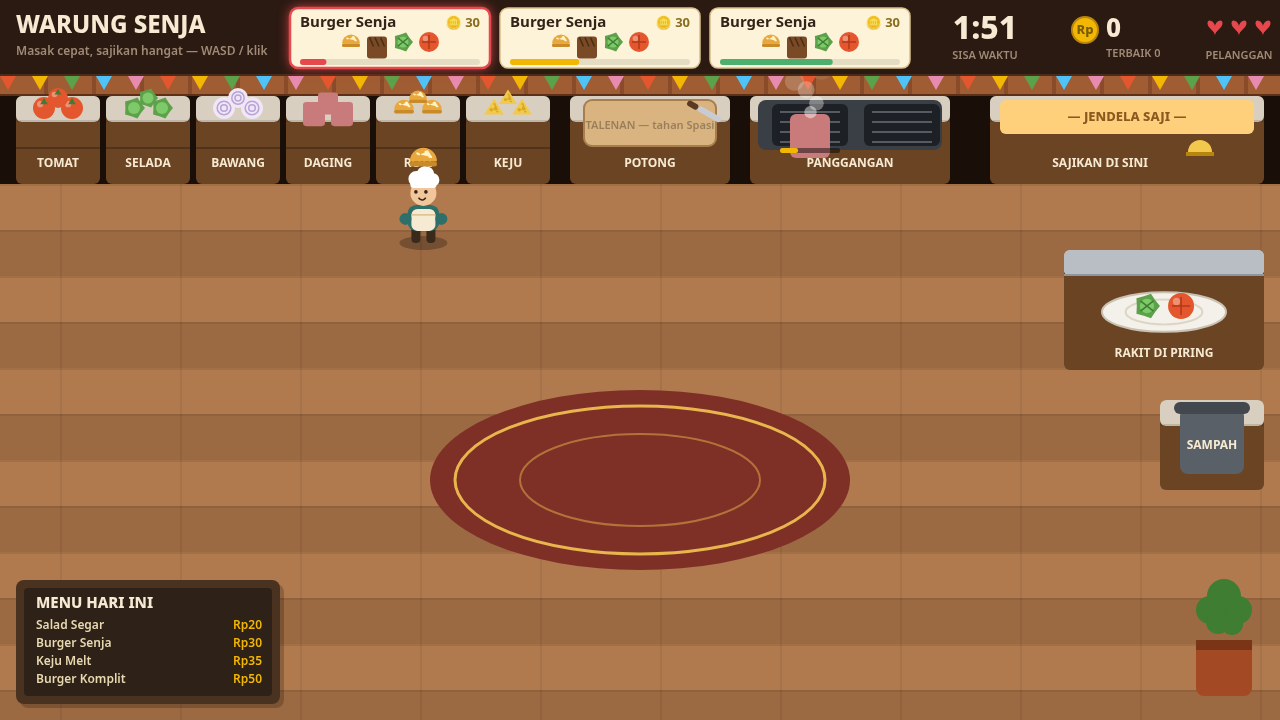 WARUNG SENJA
Masak cepat, sajikan hangat — WASD / klik
Burger Senja 30
Burger Senja 30
Burger Senja 30
1:51
SISA WAKTU
Rp 0
TERBAIK 0
PELANGGAN
TOMAT
SELADA
BAWANG
DAGING
KEJU
TALENAN — tahan Spasi
POTONG
PANGGANGAN
— JENDELA SAJI —
SAJIKAN DI SINI
RAKIT DI PIRING
SAMPAH
MENU HARI INI
Salad Segar Rp20
Burger Senja Rp30
Keju Melt Rp35
Burger Komplit Rp50